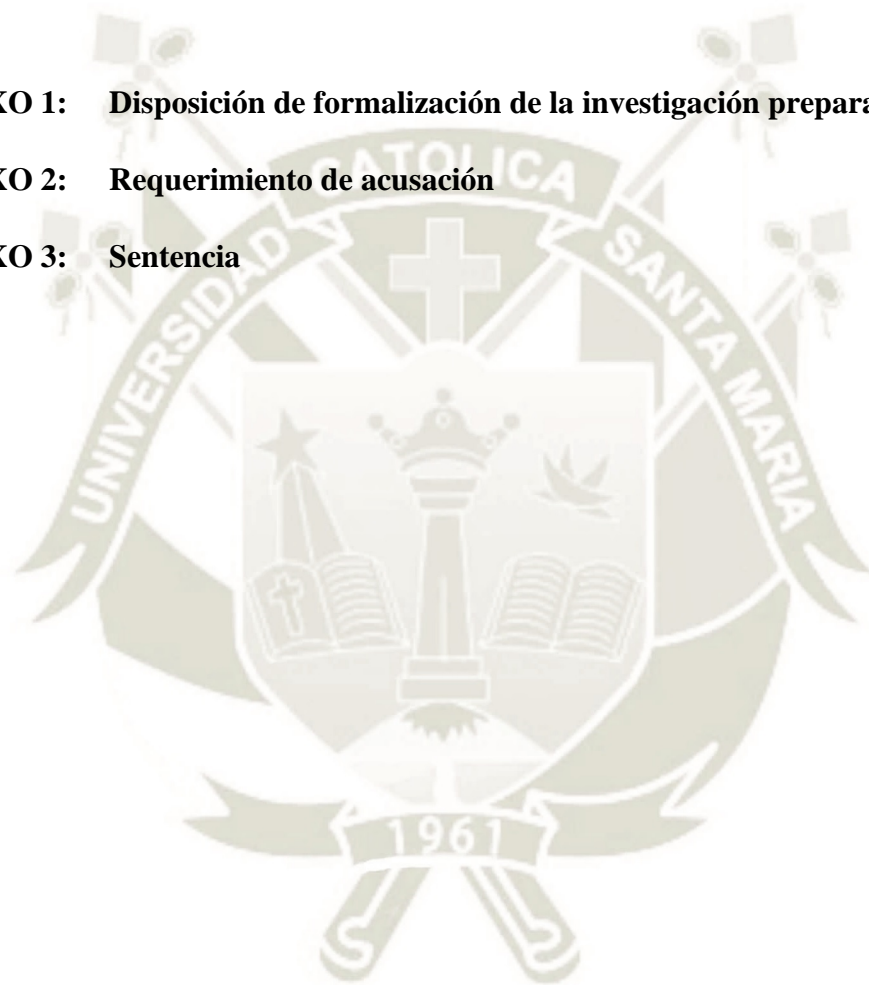 XO 1: Disposición de formalización de la investigación prepara
XO 2: Requerimiento de acusación
XO 3: Sentencia
UNIVERSIDAD CATOLICA SANTA MARIA
1961